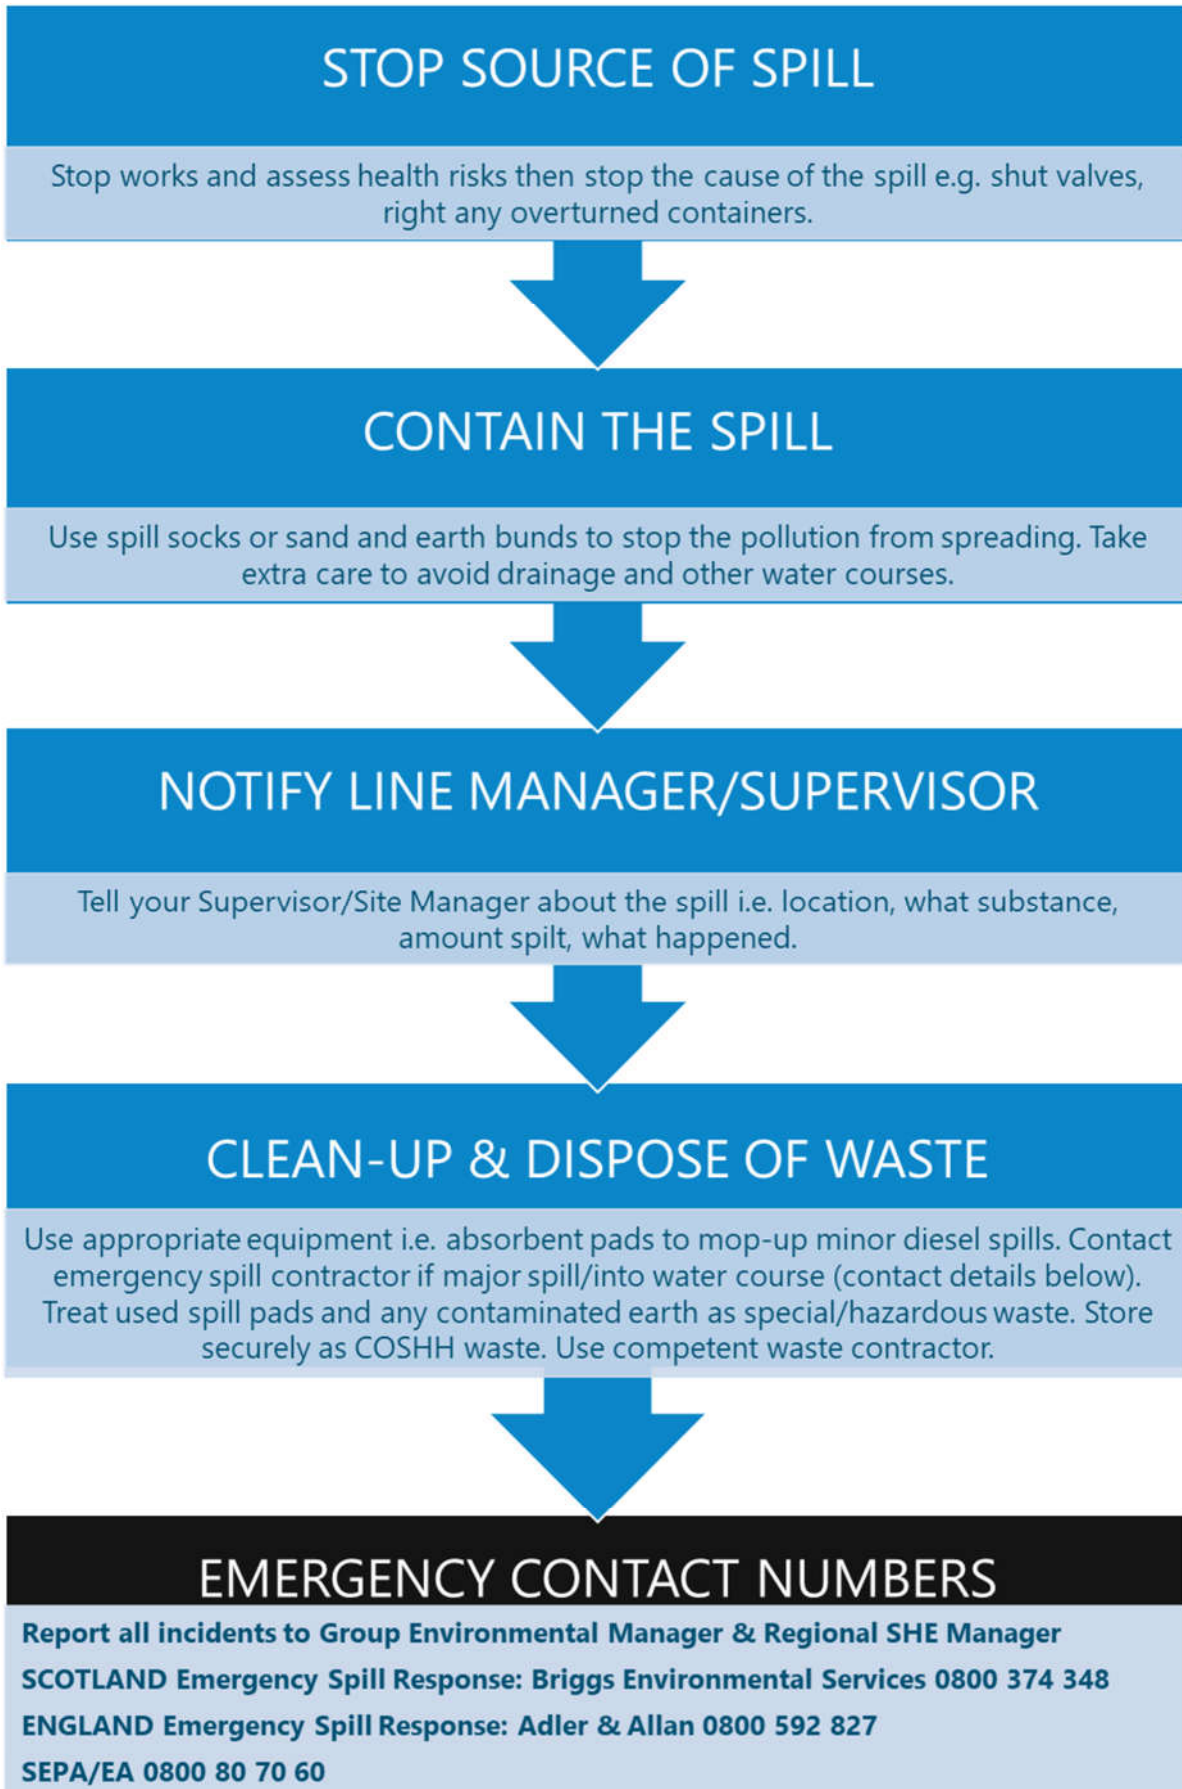 STOP SOURCE OF SPILL
Stop works and assess health risks then stop the cause of the spill e.g. shut valves,
right any overturned containers.
CONTAIN THE SPILL
Use spill socks or sand and earth bunds to stop the pollution from spreading. Take
extra care to avoid drainage and other water courses.
NOTIFY LINE MANAGER/SUPERVISOR
Tell your Supervisor/Site Manager about the spill i.e. location, what substance,
amount spilt, what happened.
CLEAN-UP & DISPOSE OF WASTE
Use appropriate equipment i.e. absorbent pads to mop-up minor diesel spills. Contact
emergency spill contractor if major spill/into water course (contact details below).
Treat used spill pads and any contaminated earth as special/hazardous waste. Store
securely as COSHH waste. Use competent waste contractor.
EMERGENCY CONTACT NUMBERS
Report all incidents to Group Environmental Manager & Regional SHE Manager
SCOTLAND Emergency Spill Response: Briggs Environmental Services 0800 374 348
ENGLAND Emergency Spill Response: Adler & Allan 0800 592 827
SEPA/EA 0800 80 70 60